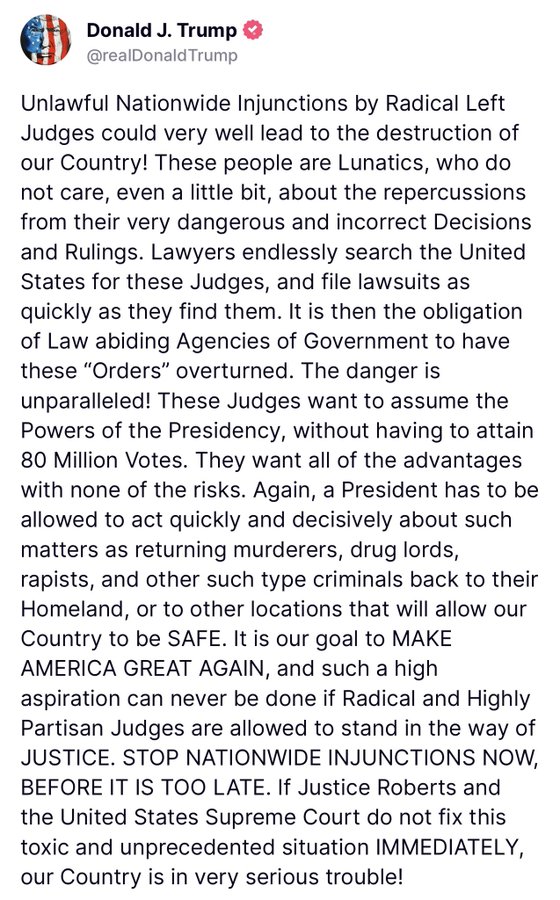 Donald J. Trump
@realDonaldTrump
Unlawful Nationwide Injunctions by Radical Left
Judges could very well lead to the destruction of
our Country! These people are Lunatics, who do
not care, even a little bit, about the repercussions
from their very dangerous and incorrect Decisions
and Rulings. Lawyers endlessly search the United
States for these Judges, and file lawsuits as
quickly as they find them. It is then the obligation
of Law abiding Agencies of Government to have
these “Orders” overturned. The danger is
unparalleled! These Judges want to assume the
Powers of the Presidency, without having to attain
80 Million Votes. They want all of the advantages
with none of the risks. Again, a President has to be
allowed to act quickly and decisively about such
matters as returning murderers, drug lords,
rapists, and other such type criminals back to their
Homeland, or to other locations that will allow our
Country to be SAFE. It is our goal to MAKE
AMERICA GREAT AGAIN, and such a high
aspiration can never be done if Radical and Highly
Partisan Judges are allowed to stand in the way of
JUSTICE. STOP NATIONWIDE INJUNCTIONS NOW,
BEFORE IT IS TOO LATE. If Justice Roberts and
the United States Supreme Court do not fix this
toxic and unprecedented situation IMMEDIATELY,
our Country is in very serious trouble!